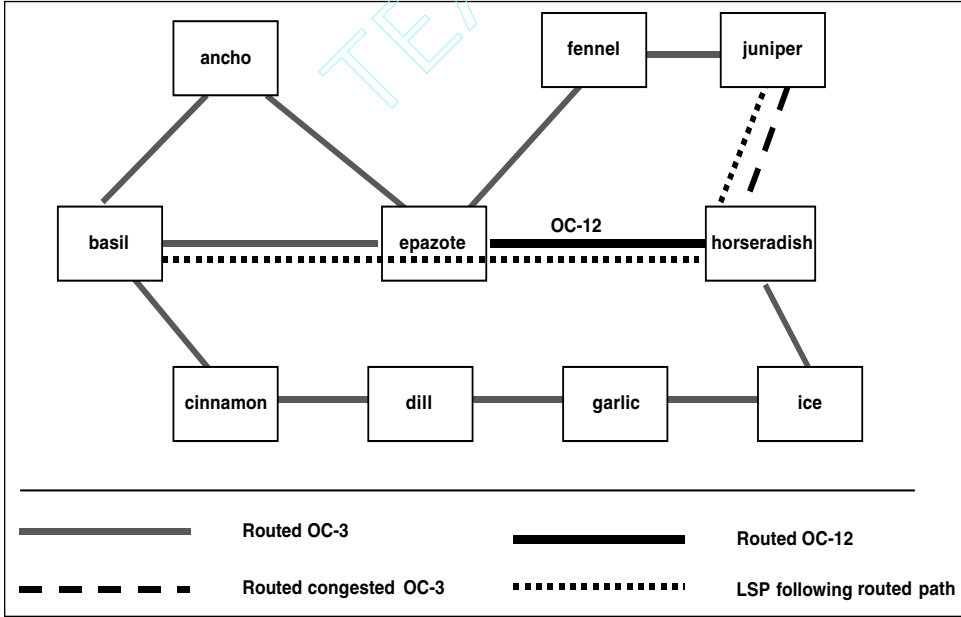 TEA
ancho
fennel
juniper
basil
epazote
OC-12
horseradish
cinnamon
dill
garlic
ice
Routed OC-3
Routed OC-12
Routed congested OC-3
LSP following routed path